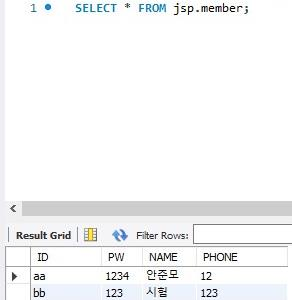 1 SELECT * FROM jsp.member;
Result Grid Filter Rows:
ID PW NAME PHONE
aa 1234 안준모 12
bb 123 시험 123